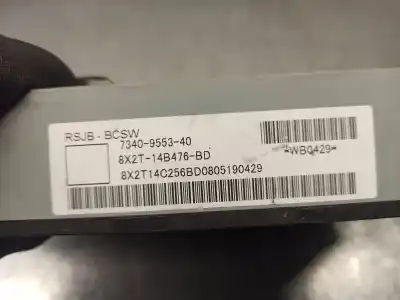 RSJB - BCSW
7340-9553-40
8X2T-14B476-BD
*WB0429*
8X2T14C256BD0805190429